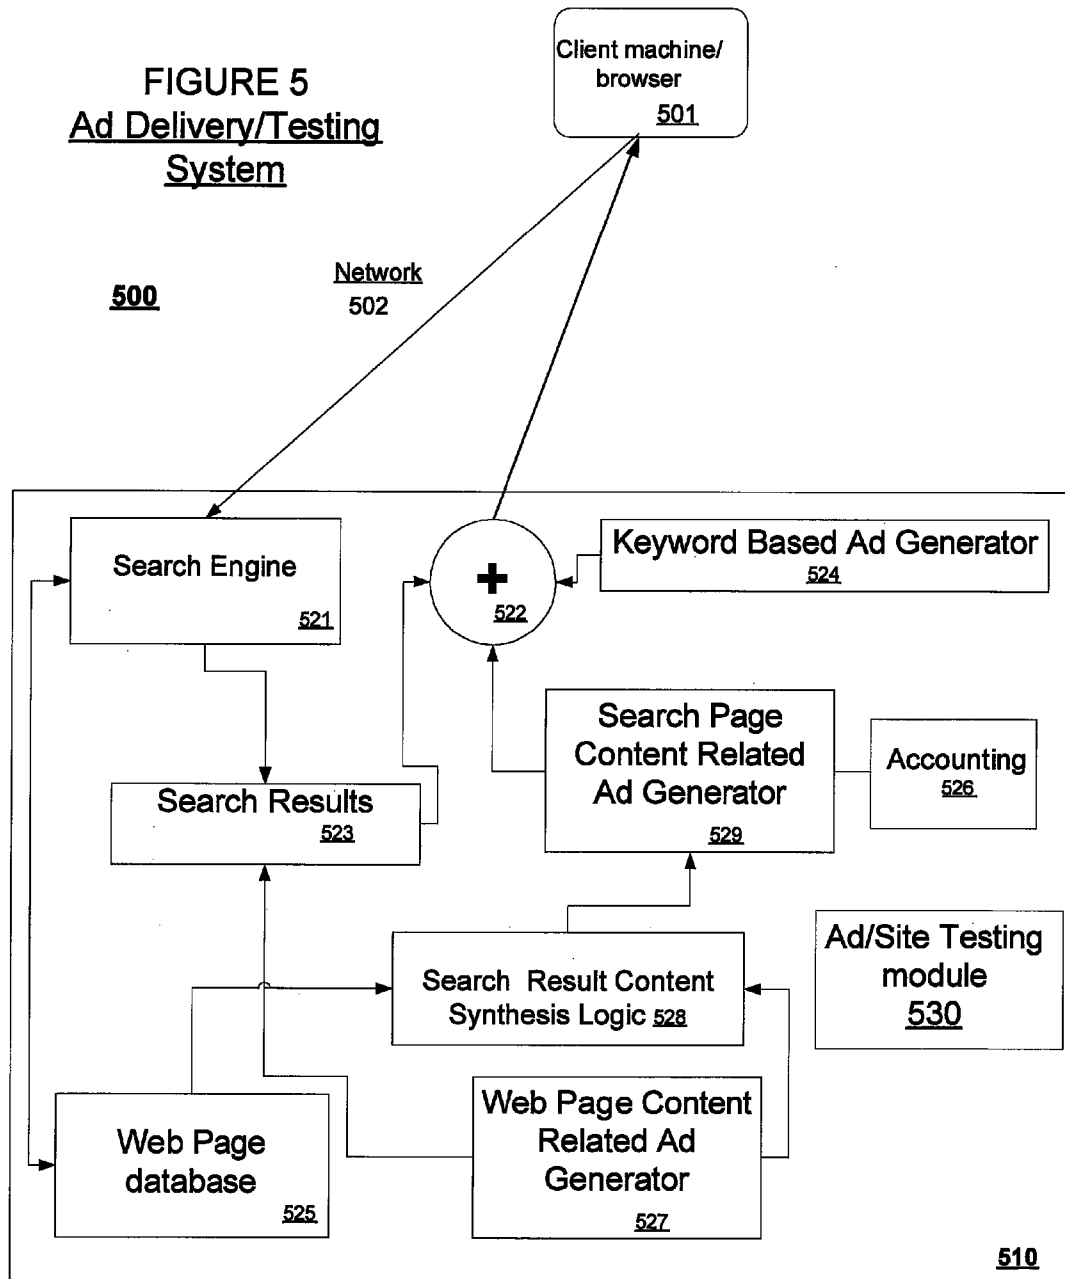 FIGURE 5
Ad Delivery/Testing
System
500
Client machine/
browser
501
Network
502
Search Engine
521
+
522
Keyword Based Ad Generator
524
Search Results
523
Search Page
Content Related
Ad Generator
529
Accounting
526
Search Result Content
Synthesis Logic 528
Ad/Site Testing
module
530
Web Page
database
525
Web Page Content
Related Ad
Generator
527
510